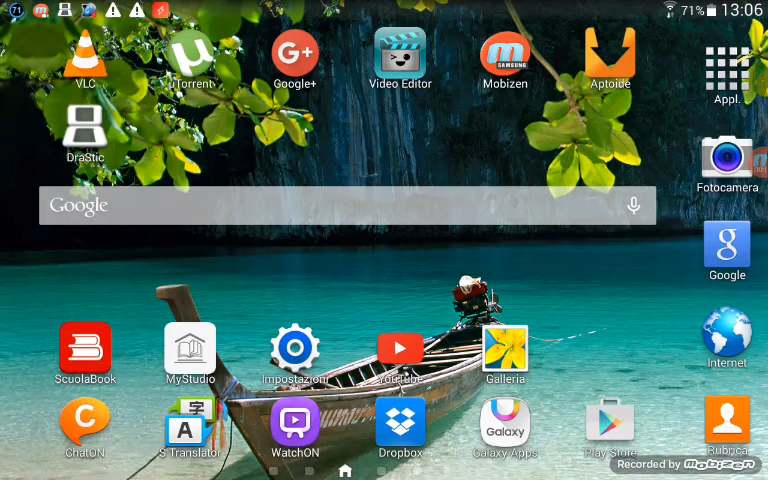 71
71%
13:06
VLC
µTorrent
Google+
Video Editor
Mobizen
SAMSUNG
Aptoide
Appl.
DraStic
Fotocamera
Google
Google
ScuolaBook
MyStudio
Impostazioni
YouTube
Galleria
Internet
字
A
Galaxy
ChatON
S Translator
WatchON
Dropbox
Galaxy Apps
Play Store
Rubrica
Recorded by MOBIZEN